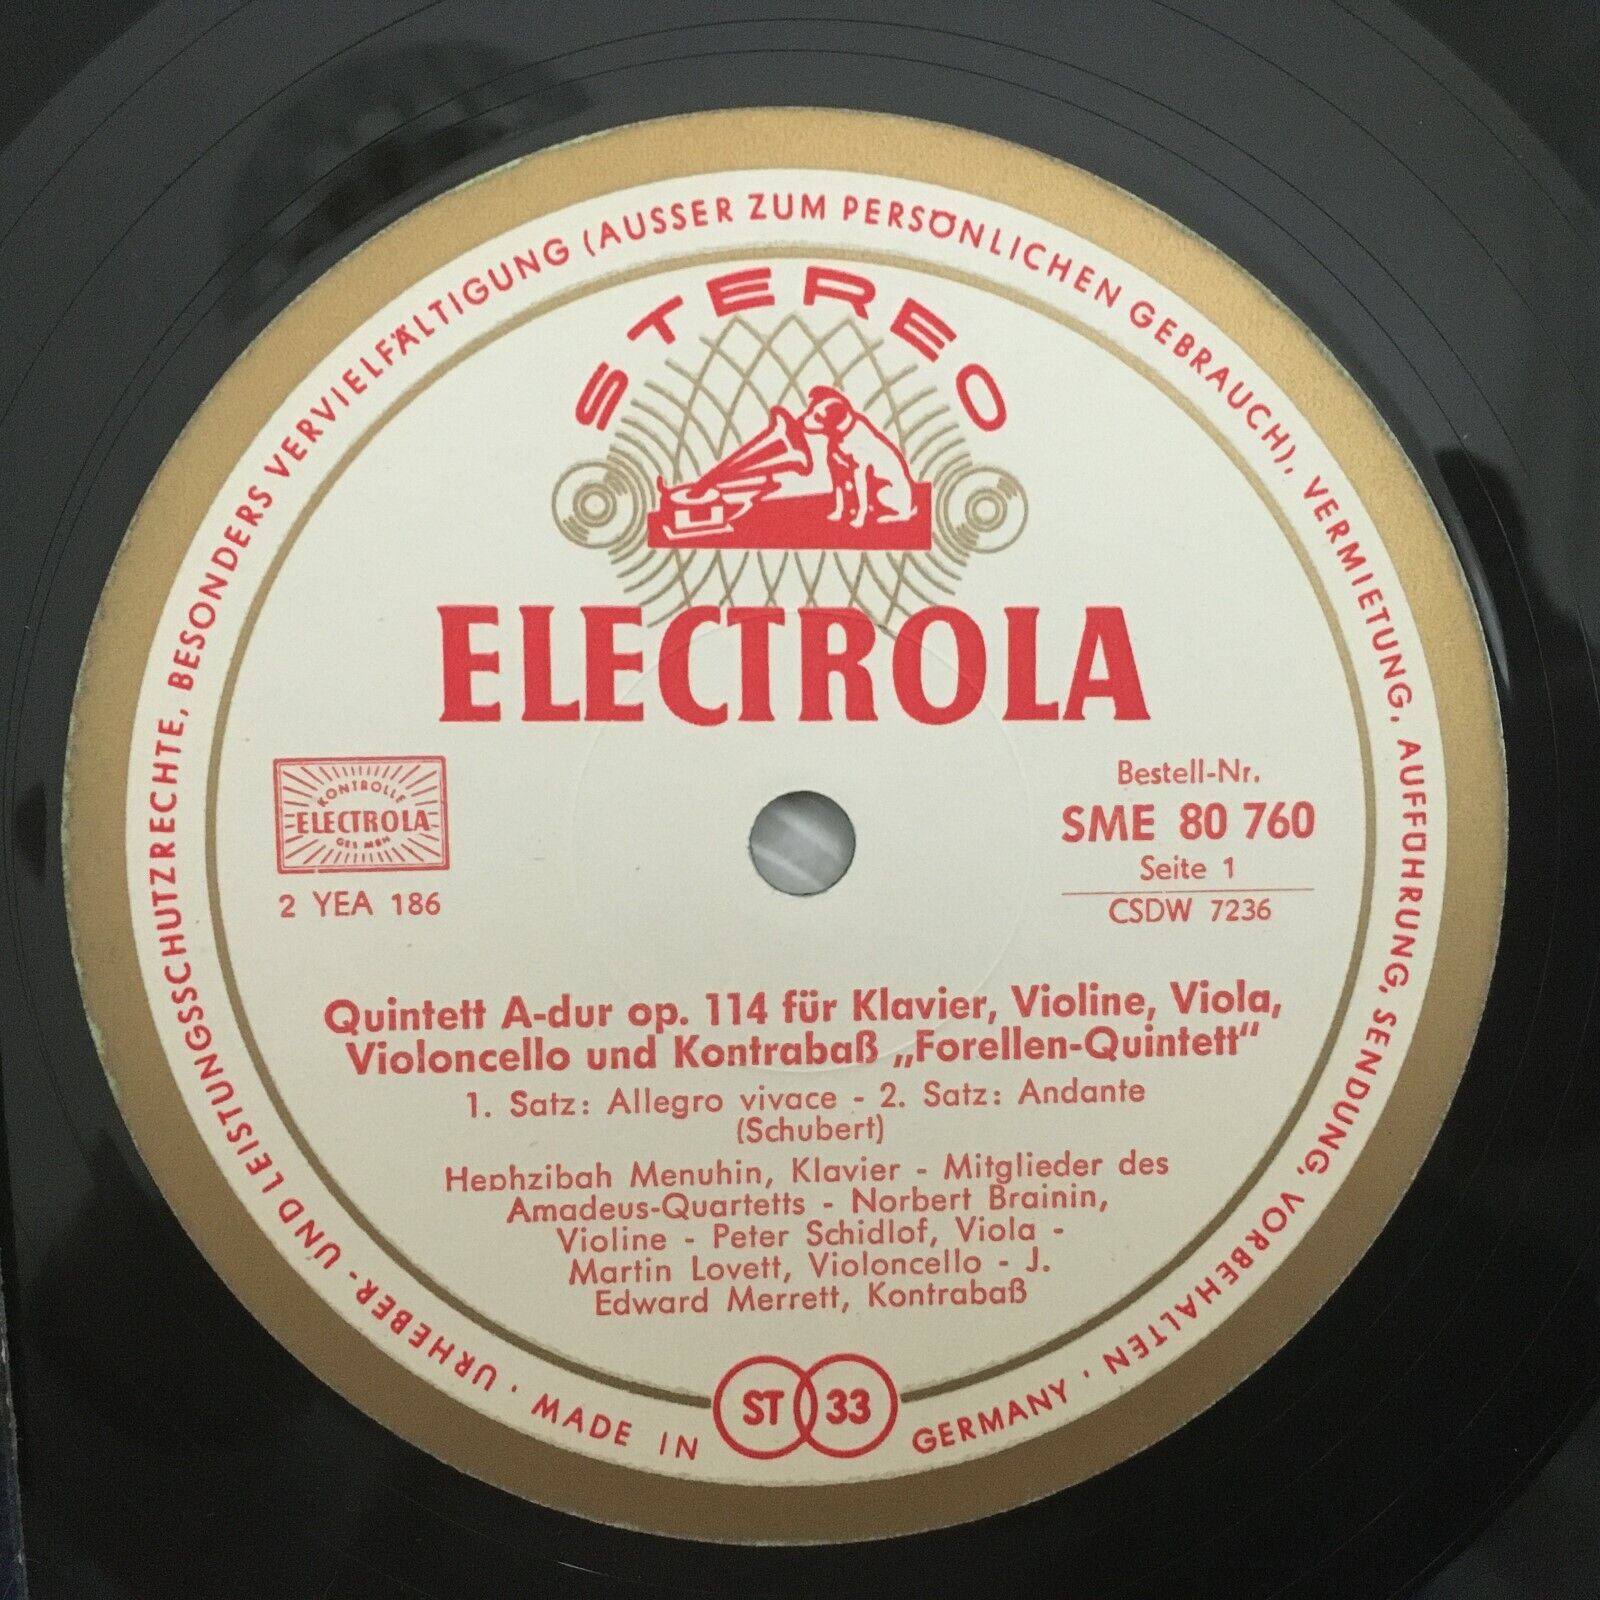 URHEBER- UND LEISTUNGSSCHUTZRECHTE, BESONDERS VERVIELFÄLTIGUNG (AUSSER ZUM PERSÖNLICHEN GEBRAUCH), VERMIETUNG, AUFFÜHRUNG, SENDUNG, VORBEHALTEN · MADE IN GERMANY ·
STEREO
ELECTROLA
KONTROLLE
ELECTROLA
GES.MBH
2 YEA 186
Bestell-Nr.
SME 80 760
Seite 1
CSDW 7236
Quintett A-dur op. 114 für Klavier, Violine, Viola,
Violoncello und Kontrabaß „Forellen-Quintett“
1. Satz: Allegro vivace - 2. Satz: Andante
(Schubert)
Hephzibah Menuhin, Klavier - Mitglieder des
Amadeus-Quartetts - Norbert Brainin,
Violine - Peter Schidlof, Viola -
Martin Lovett, Violoncello - J.
Edward Merrett, Kontrabaß
ST 33